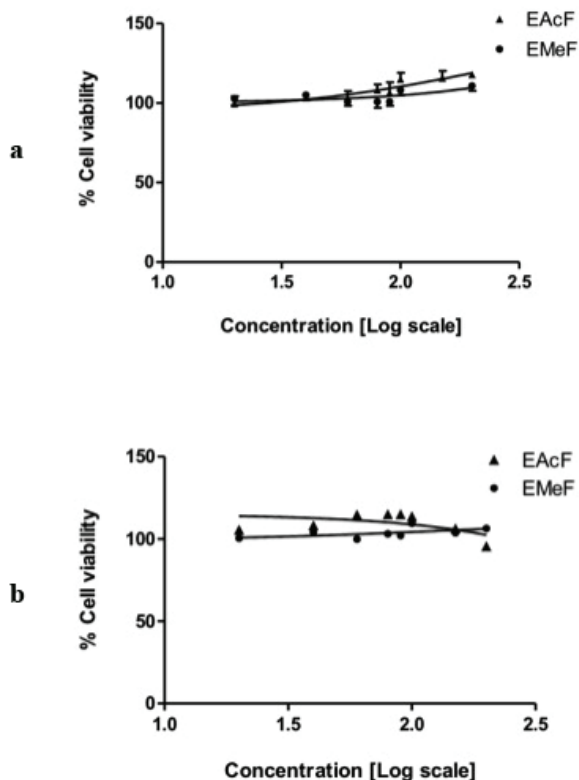 a
% Cell viability
150
100
50
0
1.0
1.5
2.0
2.5
Concentration [Log scale]
EAcF
EMeF
b
% Cell viability
150
100
50
0
1.0
1.5
2.0
2.5
Concentration [Log scale]
EAcF
EMeF